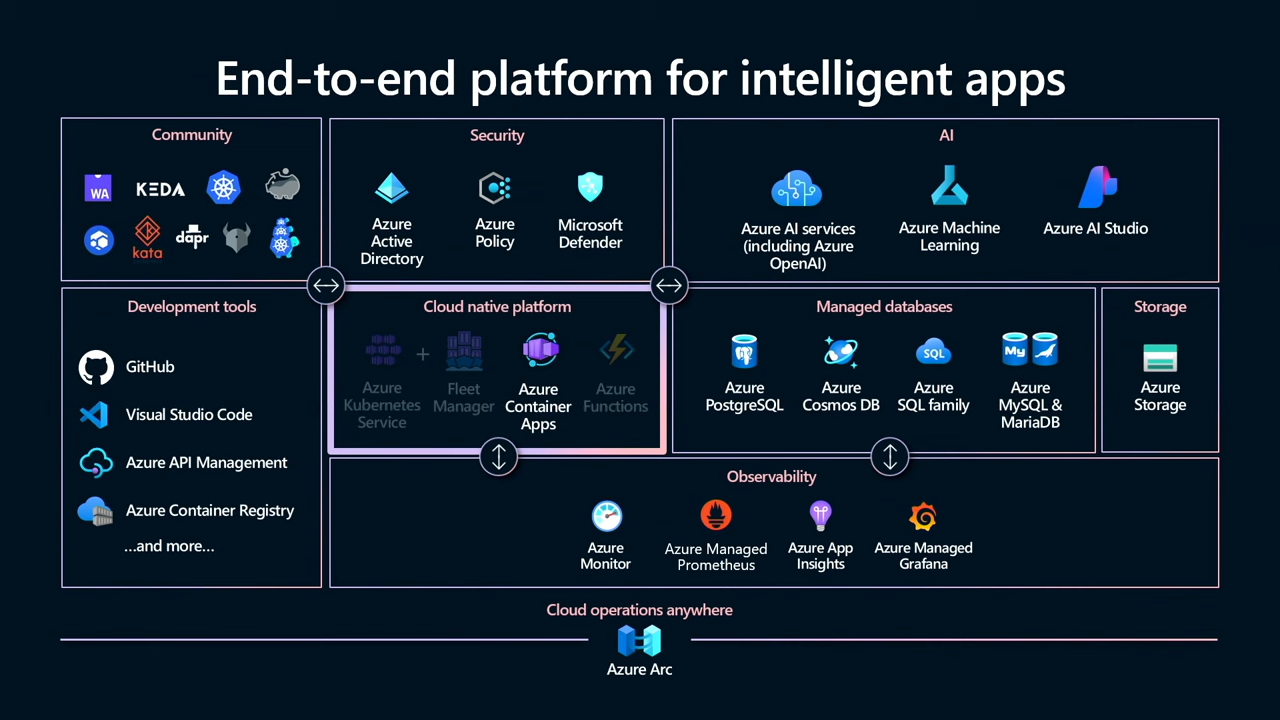 End-to-end platform for intelligent apps
Community
WA
KEDA
kata
dapr
Security
Azure
Active
Directory
Azure
Policy
Microsoft
Defender
AI
Azure AI services
(including Azure
OpenAI)
Azure Machine
Learning
Azure AI Studio
Development tools
GitHub
Visual Studio Code
Azure API Management
Azure Container Registry
...and more...
Cloud native platform
Azure
Kubernetes
Service
+
Fleet
Manager
Azure
Container
Apps
Azure
Functions
Managed databases
Azure
PostgreSQL
Azure
Cosmos DB
SQL
Azure
SQL family
My
Azure
MySQL &
MariaDB
Storage
Azure
Storage
Observability
Azure
Monitor
Azure Managed
Prometheus
Azure App
Insights
Azure Managed
Grafana
Cloud operations anywhere
Azure Arc